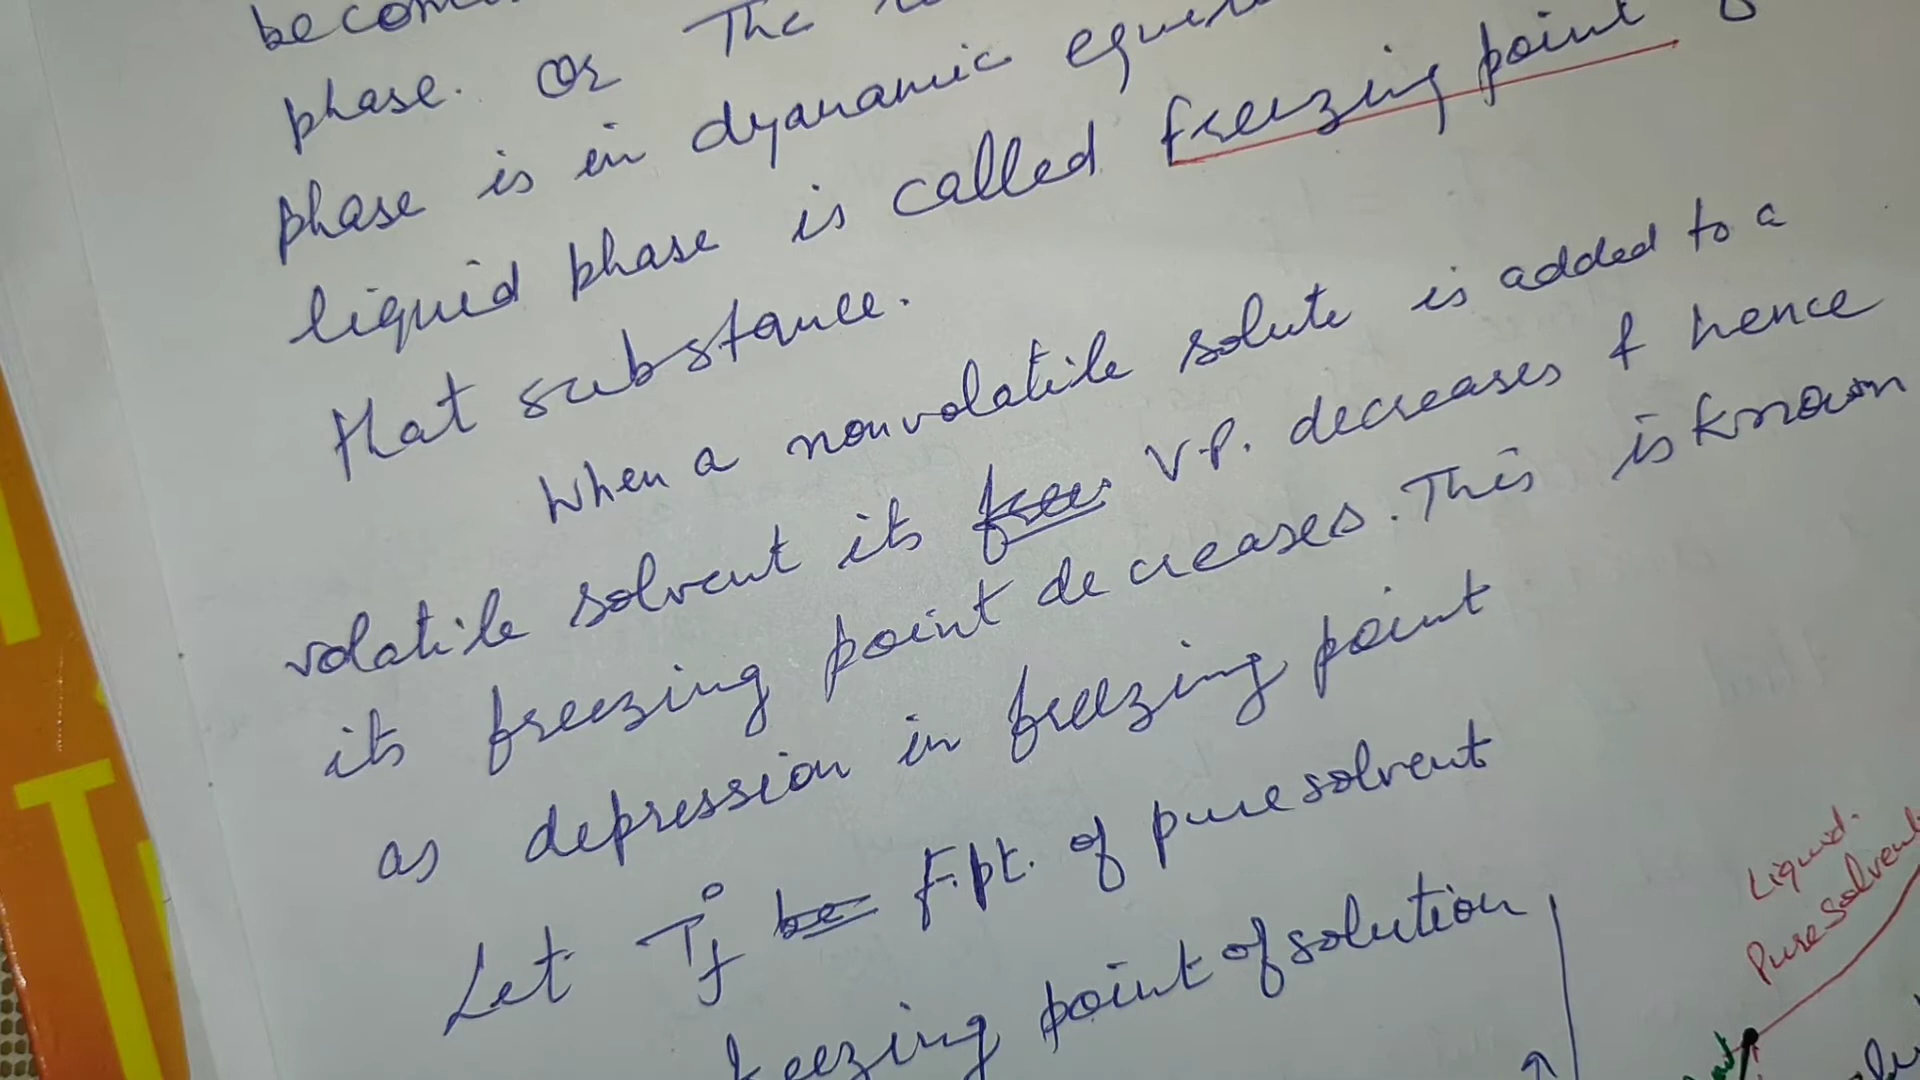 phase. Or The
phase is in dyanamic
liquid phase is called freezing point
that substance.
When a nonvolatile solute is added to a
volatile solvent its free V.P. decreases & hence
its freezing point decreases. This is known
as depression in freezing point
Let T°f be F.pt. of pure solvent
point of solution
Liquid.
Pure Solvent